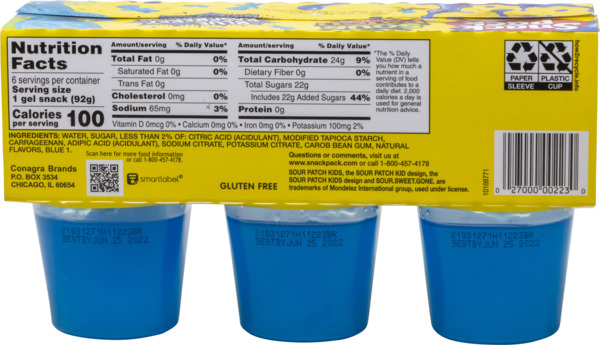 Nutrition
Facts
6 servings per container
Serving size
1 gel snack (92g)
Calories
per serving
100
Amount/serving % Daily Value*
Total Fat 0g 0%
Saturated Fat 0g 0%
Trans Fat 0g
Cholesterol 0mg 0%
Sodium 65mg 3%
Amount/serving % Daily Value*
Total Carbohydrate 24g 9%
Dietary Fiber 0g 0%
Total Sugars 22g
Includes 22g Added Sugars 44%
Protein 0g
Vitamin D 0mcg 0% • Calcium 0mg 0% • Iron 0mg 0% • Potassium 100mg 2%
*The % Daily
Value (DV) tells
you how much a
nutrient in a
serving of food
contributes to a
daily diet. 2,000
calories a day is
used for general
nutrition advice.
how2recycle.info
PAPER
SLEEVE
PLASTIC
CUP
INGREDIENTS: WATER, SUGAR, LESS THAN 2% OF: CITRIC ACID (ACIDULANT), MODIFIED TAPIOCA STARCH,
CARRAGEENAN, ADIPIC ACID (ACIDULANT), SODIUM CITRATE, POTASSIUM CITRATE, CAROB BEAN GUM, NATURAL
FLAVORS, BLUE 1.
Scan here for more food information
or call 1-800-457-4178.
Conagra Brands
P.O. BOX 3534
CHICAGO, IL 60654
smartlabel®
GLUTEN FREE
Questions or comments, visit us at
www.snackpack.com or call 1-800-457-4178
SOUR PATCH KIDS, the SOUR PATCH KID design, the
SOUR PATCH KIDS design and SOUR.SWEET.GONE. are
trademarks of Mondelez International group, used under license.
10108771
0 27000 00223 0
21031271H11223BR
BESTBYJUN 25 2022
21031271H11223BR
BESTBYJUN 25 2022
21031271H11223BR
BESTBYJUN 25 2022